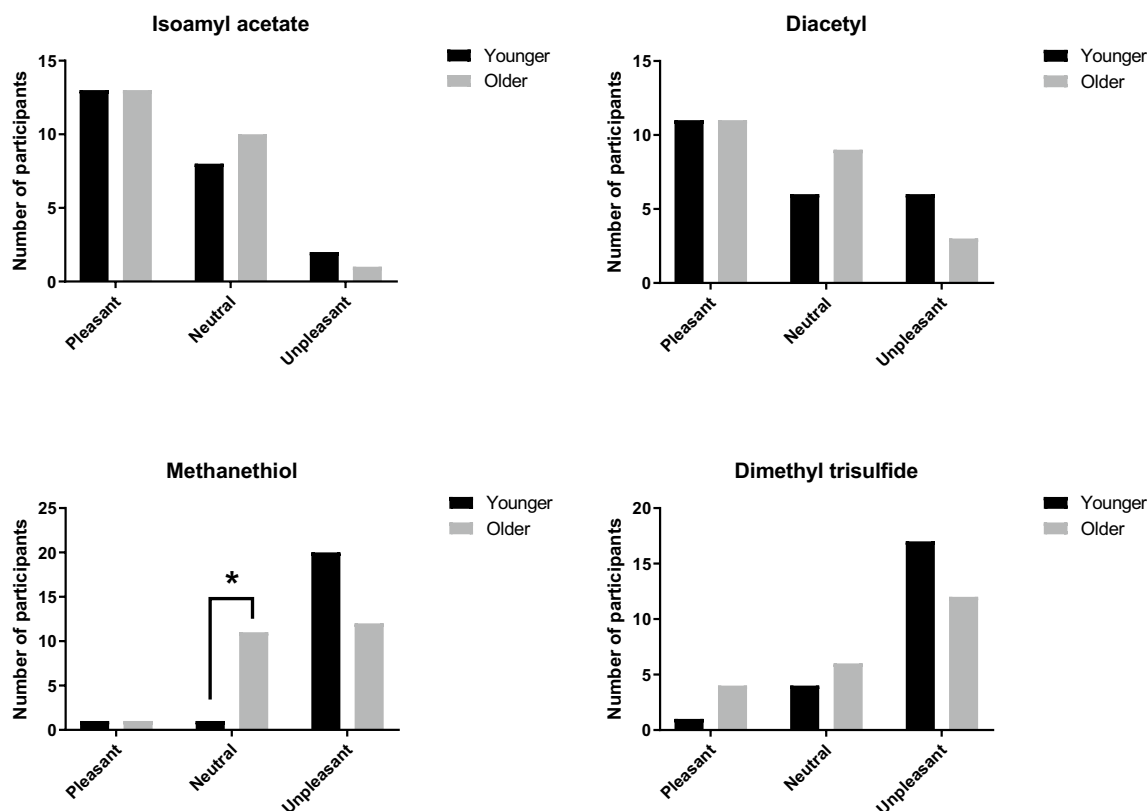 Isoamyl acetate
Number of participants
15
10
5
0
Pleasant
Neutral
Unpleasant
Younger
Older
Diacetyl
Number of participants
15
10
5
0
Pleasant
Neutral
Unpleasant
Younger
Older
Methanethiol
Number of participants
25
20
15
10
5
0
*
Pleasant
Neutral
Unpleasant
Younger
Older
Dimethyl trisulfide
Number of participants
20
15
10
5
0
Pleasant
Neutral
Unpleasant
Younger
Older